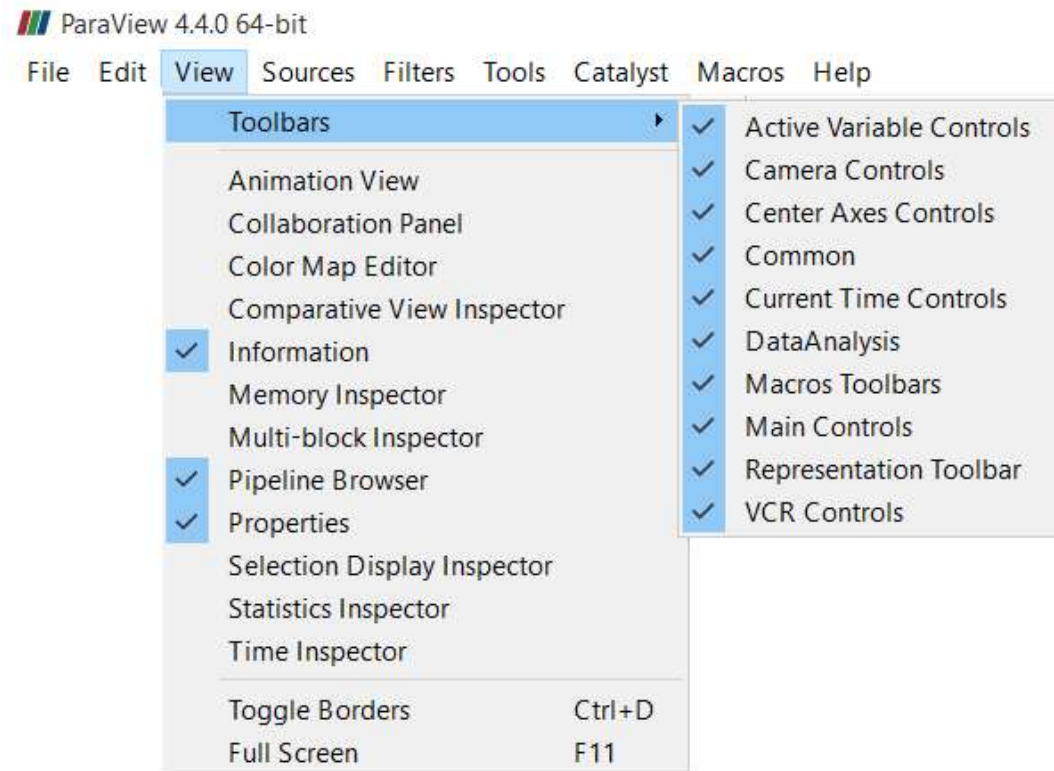 ParaView 4.4.0 64-bit
File Edit View Sources Filters Tools Catalyst Macros Help
Toolbars
Animation View
Collaboration Panel
Color Map Editor
Comparative View Inspector
Information
Memory Inspector
Multi-block Inspector
Pipeline Browser
Properties
Selection Display Inspector
Statistics Inspector
Time Inspector
Toggle Borders Ctrl+D
Full Screen F11
Active Variable Controls
Camera Controls
Center Axes Controls
Common
Current Time Controls
DataAnalysis
Macros Toolbars
Main Controls
Representation Toolbar
VCR Controls